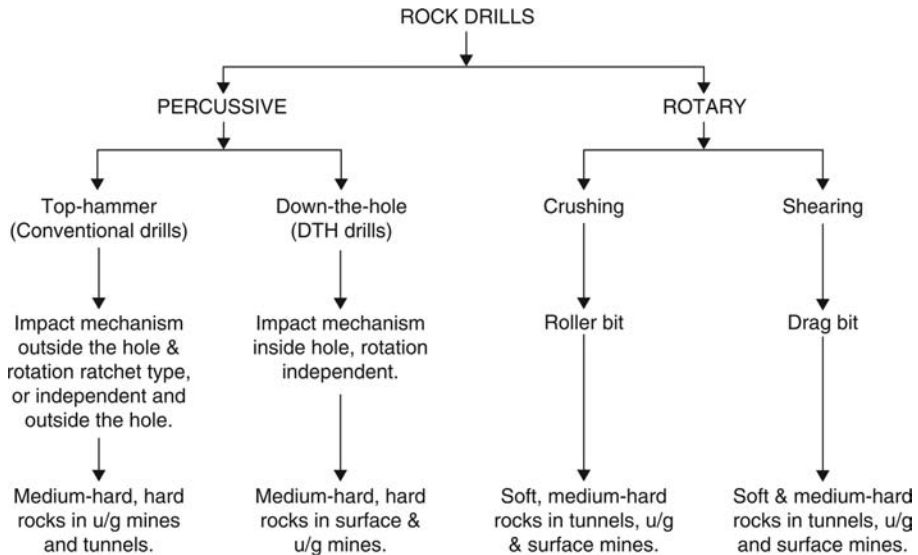 ROCK DRILLS
PERCUSSIVE
ROTARY
Top-hammer
(Conventional drills)
Down-the-hole
(DTH drills)
Crushing
Shearing
Impact mechanism
outside the hole &
rotation ratchet type,
or independent and
outside the hole.
Impact mechanism
inside hole, rotation
independent.
Roller bit
Drag bit
Medium-hard, hard
rocks in u/g mines
and tunnels.
Medium-hard, hard
rocks in surface &
u/g mines.
Soft, medium-hard
rocks in tunnels, u/g
& surface mines.
Soft & medium-hard
rocks in tunnels, u/g
and surface mines.